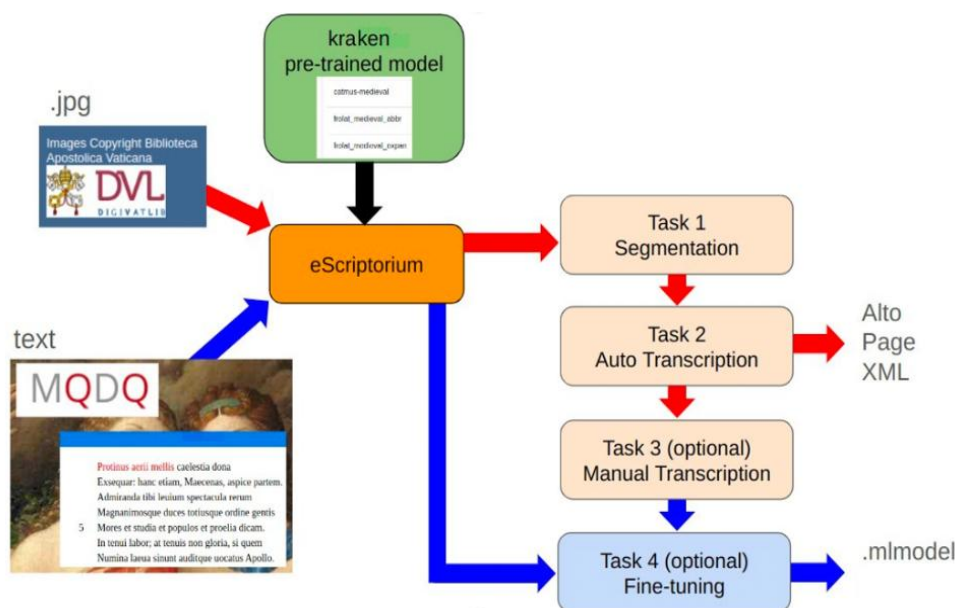 kraken
pre-trained model
catmus-medieval
frolat_medieval_abbr
frolat_medieval_expan
.jpg
Images Copyright Biblioteca
Apostolica Vaticana
DVL
DIGIVATLIB
eScriptorium
Task 1
Segmentation
Task 2
Auto Transcription
Alto
Page
XML
Task 3 (optional)
Manual Transcription
Task 4 (optional)
Fine-tuning
.mlmodel
text
MQDQ
Protinus aerii mellis caelestia dona
Exsequar: hanc etiam, Maecenas, aspice partem.
Admiranda tibi leuium spectacula rerum
Magnanimosque duces totiusque ordine gentis
5 Mores et studia et populos et proelia dicam.
In tenui labor; at tenuis non gloria, si quem
Numina laeua sinunt auditque uocatus Apollo.